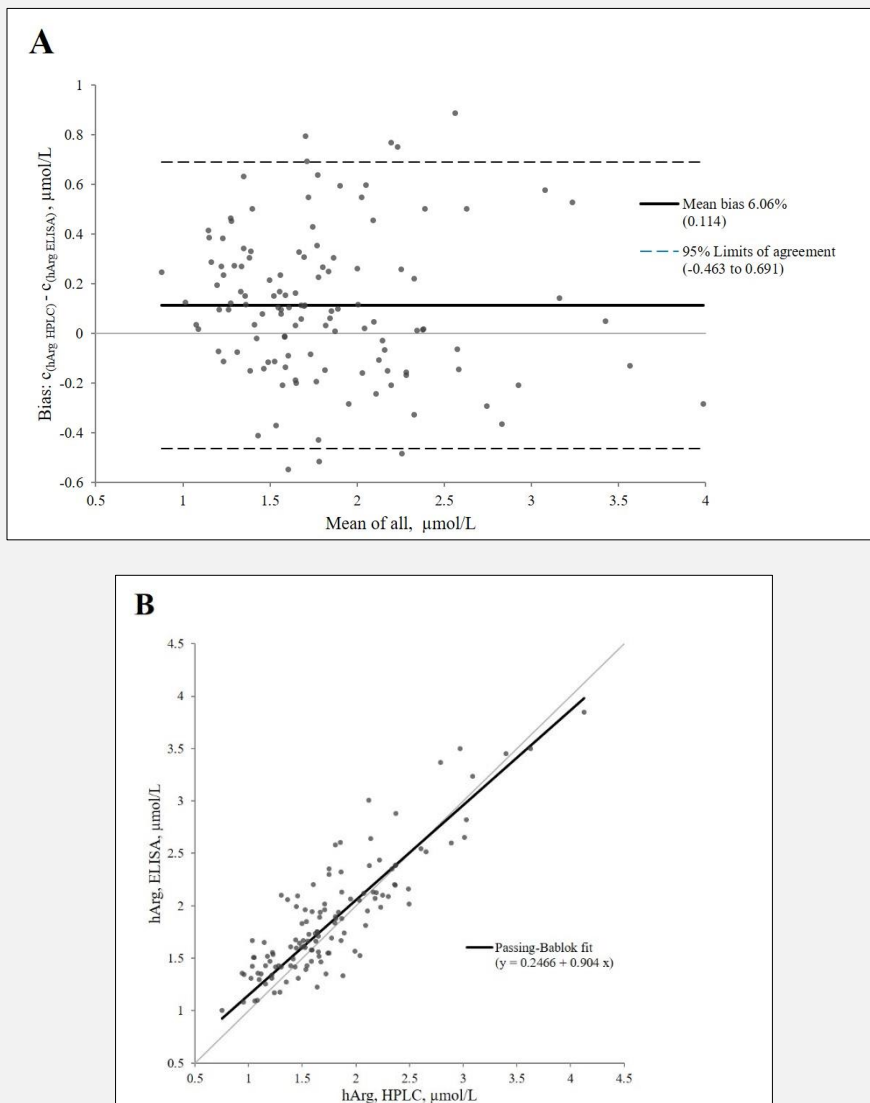 A
Bias: c(hArg HPLC) - c(hArg ELISA) , µmol/L
1
0.8
0.6
0.4
0.2
0
-0.2
-0.4
-0.6
0.5 1 1.5 2 2.5 3 3.5 4
Mean of all, µmol/L
Mean bias 6.06%
(0.114)
95% Limits of agreement
(-0.463 to 0.691)
B
hArg, ELISA, µmol/L
4.5
4
3.5
3
2.5
2
1.5
1
0.5
0.5 1 1.5 2 2.5 3 3.5 4 4.5
hArg, HPLC, µmol/L
Passing-Bablok fit
(y = 0.2466 + 0.904 x)